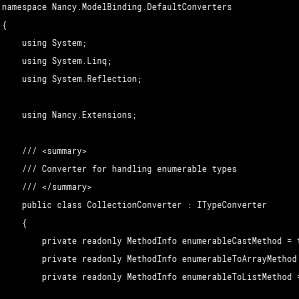 namespace Nancy.ModelBinding.DefaultConverters
{
    using System;
    using System.Linq;
    using System.Reflection;
    using Nancy.Extensions;
    /// <summary>
    /// Converter for handling enumerable types
    /// </summary>
    public class CollectionConverter : ITypeConverter
    {
        private readonly MethodInfo enumerableCastMethod =
        private readonly MethodInfo enumerableToArrayMethod
        private readonly MethodInfo enumerableToListMethod =